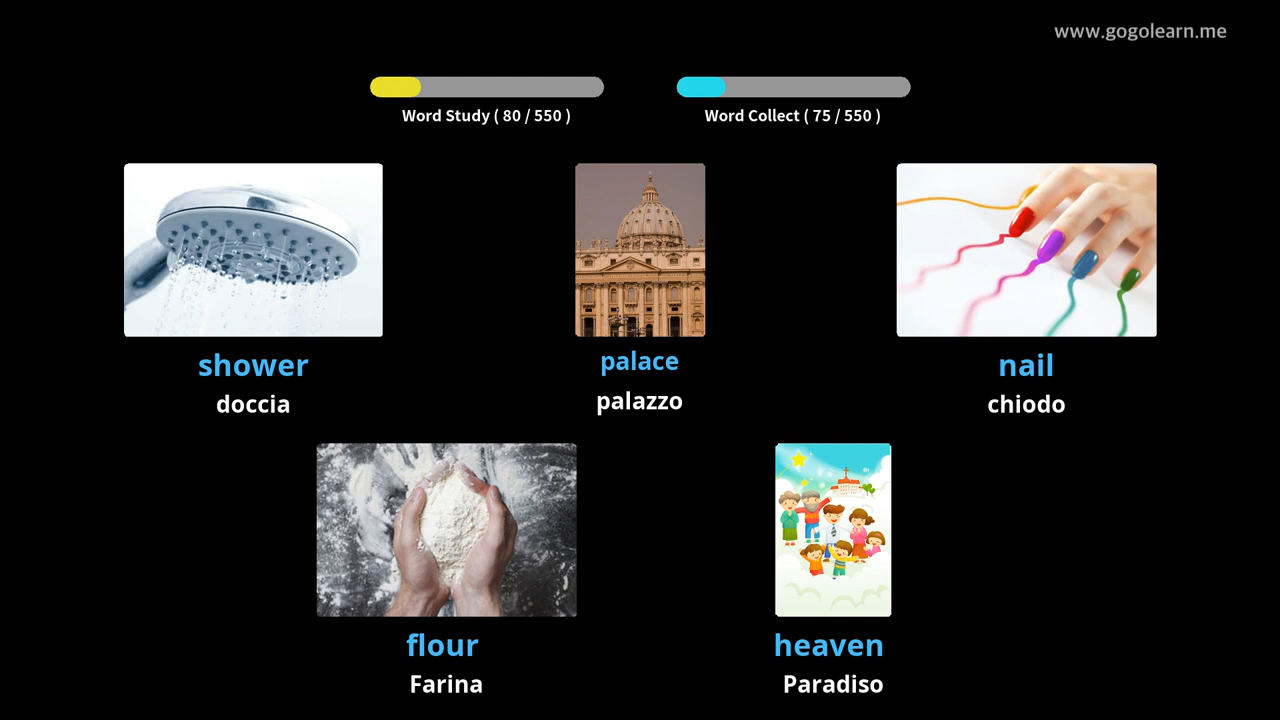 www.gogolearn.me
Word Study ( 80 / 550 )
Word Collect ( 75 / 550 )
shower
doccia
palace
palazzo
nail
chiodo
flour
Farina
heaven
Paradiso